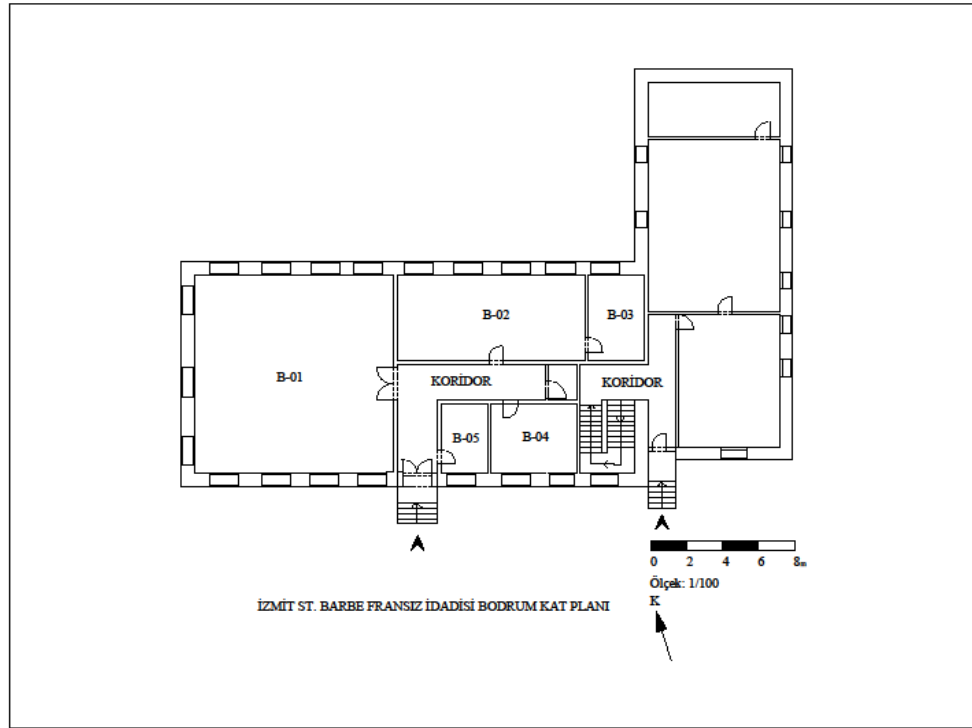 B-02
B-03
B-01
KORİDOR
KORİDOR
B-05
B-04
0 2 4 6 8m
Ölçek: 1/100
K
İZMİT ST. BARBE FRANSIZ İDADİSİ BODRUM KAT PLANI